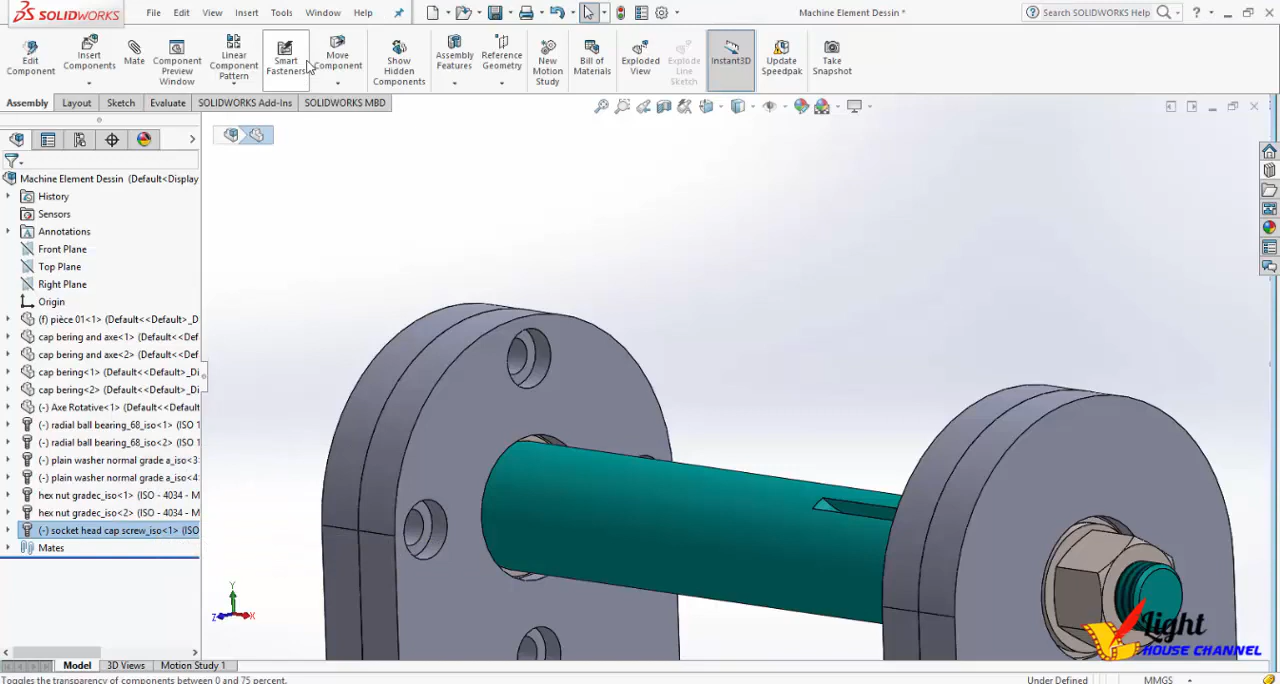 SOLIDWORKS
File Edit View Insert Tools Window Help
Machine Element Dessin *
Search SOLIDWORKS Help
Edit Component
Insert Components
Mate
Component Preview Window
Linear Component Pattern
Smart Fasteners
Move Component
Show Hidden Components
Assembly Features
Reference Geometry
New Motion Study
Bill of Materials
Exploded View
Explode Line Sketch
Instant3D
Update Speedpak
Take Snapshot
Assembly Layout Sketch Evaluate SOLIDWORKS Add-Ins SOLIDWORKS MBD
Machine Element Dessin (Default<Display
History
Sensors
Annotations
Front Plane
Top Plane
Right Plane
Origin
(f) pièce 01<1> (Default<<Default>_D
cap bering and axe<1> (Default<<Def
cap bering and axe<2> (Default<<Def
cap bering<1> (Default<<Default>_Di
cap bering<2> (Default<<Default>_Di
(-) Axe Rotative<1> (Default<<Default
(-) radial ball bearing_68_iso<1> (ISO 1
(-) radial ball bearing_68_iso<2> (ISO 1
(-) plain washer normal grade a_iso<3
(-) plain washer normal grade a_iso<4
hex nut gradec_iso<1> (ISO - 4034 - M
hex nut gradec_iso<2> (ISO - 4034 - M
(-) socket head cap screw_iso<1> (ISO
Mates
Y
Z X
Light
HOUSE CHANNEL
Model 3D Views Motion Study 1
Toggles the transparency of components between 0 and 75 percent.
Under Defined MMGS